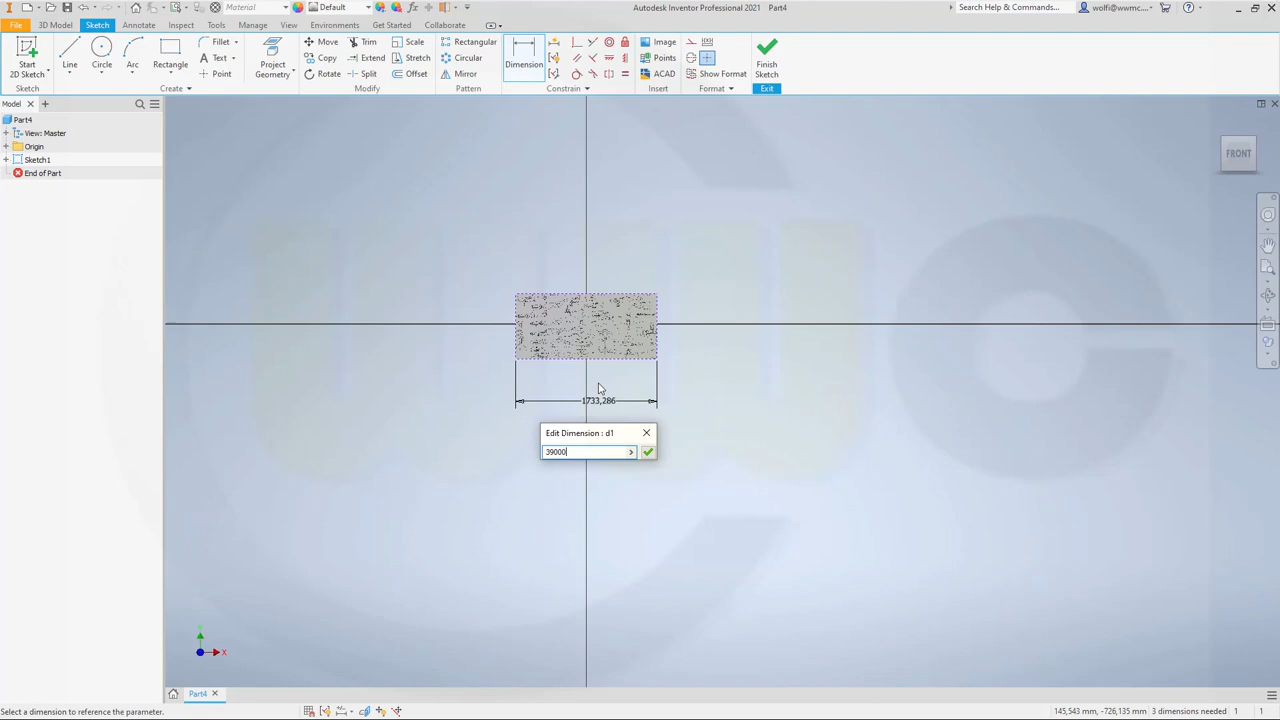 Default
Autodesk Inventor Professional 2021 Part4
Search Help & Commands...
wolfi@wwmc....
Material
File
3D Model
Sketch
Annotate
Inspect
Tools
Manage
View
Environments
Get Started
Collaborate
Start
2D Sketch
Line
Circle
Arc
Rectangle
Fillet
Text
Point
Project
Geometry
Move
Copy
Rotate
Trim
Extend
Split
Scale
Stretch
Offset
Rectangular
Circular
Mirror
Dimension
Image
Points
ACAD
Show Format
Finish
Sketch
Sketch
Create
Modify
Pattern
Constrain
Insert
Format
Exit
Model
Part4
View: Master
Origin
Sketch1
End of Part
FRONT
1733,286
Edit Dimension : d1
39000
X
Part4
Select a dimension to reference the parameter.
145,543 mm, -726,135 mm
3 dimensions needed
1
1